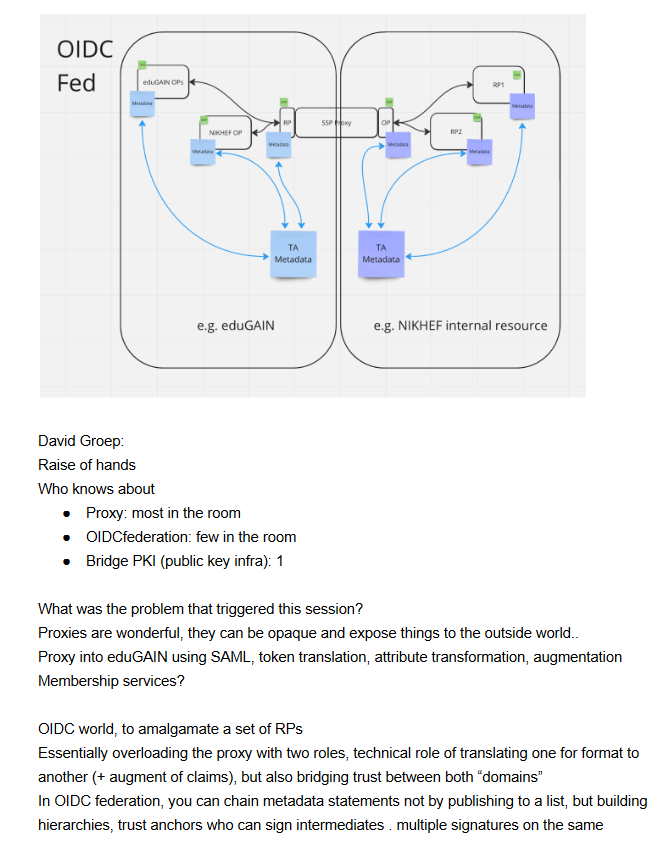 OIDC
Fed
eduGAIN OPs
Metadata
NIKHEF OP
Metadata
RP
Metadata
SSP Proxy
OP
Metadata
RP1
Metadata
RP2
Metadata
TA
Metadata
TA
Metadata
e.g. eduGAIN
e.g. NIKHEF internal resource
David Groep:
Raise of hands
Who knows about
● Proxy: most in the room
● OIDCfederation: few in the room
● Bridge PKI (public key infra): 1
What was the problem that triggered this session?
Proxies are wonderful, they can be opaque and expose things to the outside world..
Proxy into eduGAIN using SAML, token translation, attribute transformation, augmentation
Membership services?
OIDC world, to amalgamate a set of RPs
Essentially overloading the proxy with two roles, technical role of translating one for format to
another (+ augment of claims), but also bridging trust between both “domains”
In OIDC federation, you can chain metadata statements not by publishing to a list, but building
hierarchies, trust anchors who can sign intermediates . multiple signatures on the same